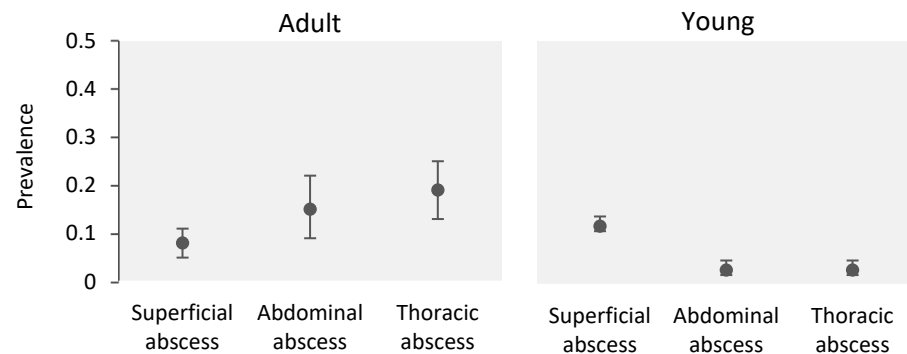 Adult
Young
Prevalence
0.5
0.4
0.3
0.2
0.1
0
Superficial
abscess
Abdominal
abscess
Thoracic
abscess
Superficial
abscess
Abdominal
abscess
Thoracic
abscess